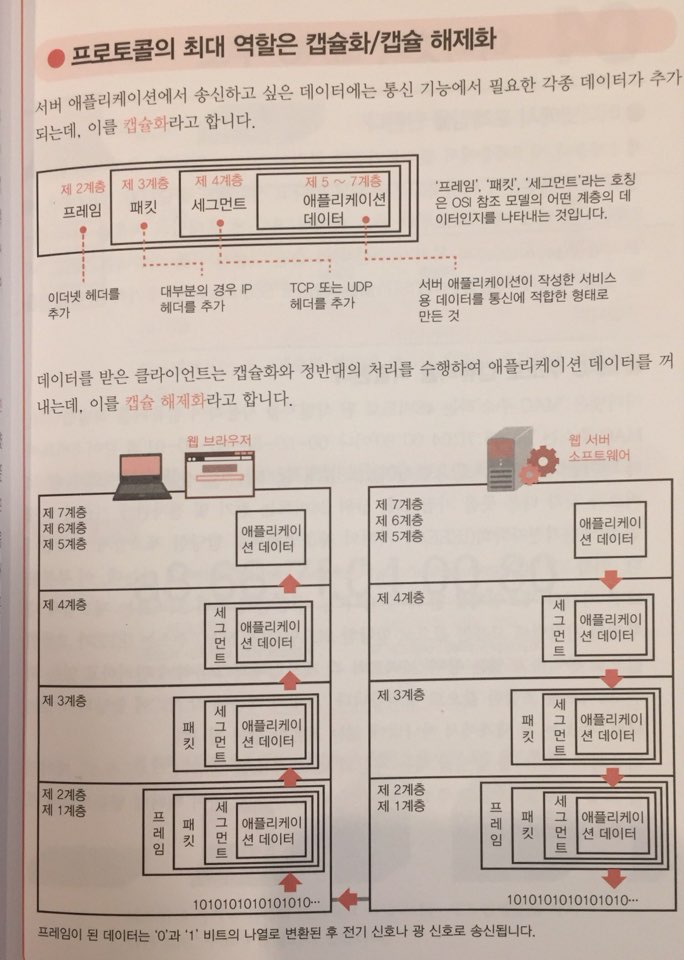 프로토콜의 최대 역할은 캡슐화/캡슐 해제화
서버 애플리케이션에서 송신하고 싶은 데이터에는 통신 기능에서 필요한 각종 데이터가 추가
되는데, 이를 캡슐화라고 합니다.
제 2계층
프레임
제 3계층
패킷
제 4계층
세그먼트
제 5 ~ 7계층
애플리케이션
데이터
'프레임', '패킷', '세그먼트'라는 호칭
은 OSI 참조 모델의 어떤 계층의 데
이터인지를 나타내는 것입니다.
이더넷 헤더를
추가
대부분의 경우 IP
헤더를 추가
TCP 또는 UDP
헤더를 추가
서버 애플리케이션이 작성한 서비스
용 데이터를 통신에 적합한 형태로
만든 것
데이터를 받은 클라이언트는 캡슐화와 정반대의 처리를 수행하여 애플리케이션 데이터를 꺼
내는데, 이를 캡슐 해제화라고 합니다.
웹 브라우저
제 7계층
제 6계층
제 5계층
애플리케이
션 데이터
제 4계층
세그먼트
애플리케이
션 데이터
제 3계층
패킷
세그먼트
애플리케이
션 데이터
제 2계층
제 1계층
프레임
패킷
세그먼트
애플리케이
션 데이터
1010101010101010···
웹 서버
소프트웨어
제 7계층
제 6계층
제 5계층
애플리케이
션 데이터
제 4계층
세그먼트
애플리케이
션 데이터
제 3계층
패킷
세그먼트
애플리케이
션 데이터
제 2계층
제 1계층
프레임
패킷
세그먼트
애플리케이
션 데이터
1010101010101010···
프레임이 된 데이터는 '0'과 '1' 비트의 나열로 변환된 후 전기 신호나 광 신호로 송신됩니다.